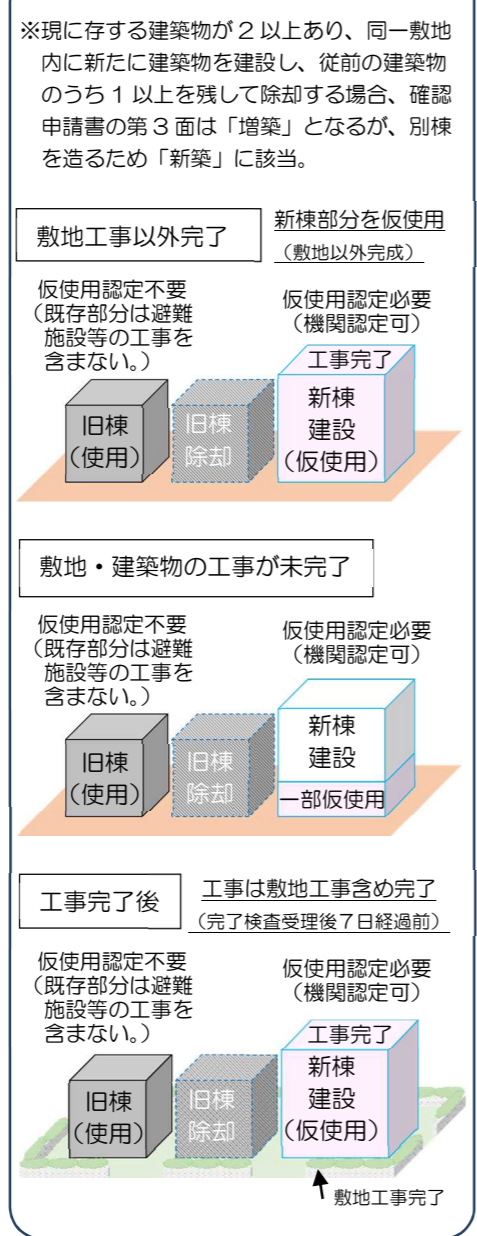 ※現に存する建築物が２以上あり、同一敷地
内に新たに建築物を建設し、従前の建築物
のうち１以上を残して除却する場合、確認
申請書の第３面は「増築」となるが、別棟
を造るため「新築」に該当。
敷地工事以外完了
新棟部分を仮使用
（敷地以外完成）
仮使用認定不要
（既存部分は避難
施設等の工事を
含まない。）
仮使用認定必要
（機関認定可）
旧棟
（使用）
旧棟
除却
工事完了
新棟
建設
（仮使用）
敷地・建築物の工事が未完了
仮使用認定不要
（既存部分は避難
施設等の工事を
含まない。）
仮使用認定必要
（機関認定可）
旧棟
（使用）
旧棟
除却
新棟
建設
一部仮使用
工事完了後
工事は敷地工事含め完了
（完了検査受理後７日経過前）
仮使用認定不要
（既存部分は避難
施設等の工事を
含まない。）
仮使用認定必要
（機関認定可）
旧棟
（使用）
旧棟
除却
工事完了
新棟
建設
（仮使用）
敷地工事完了